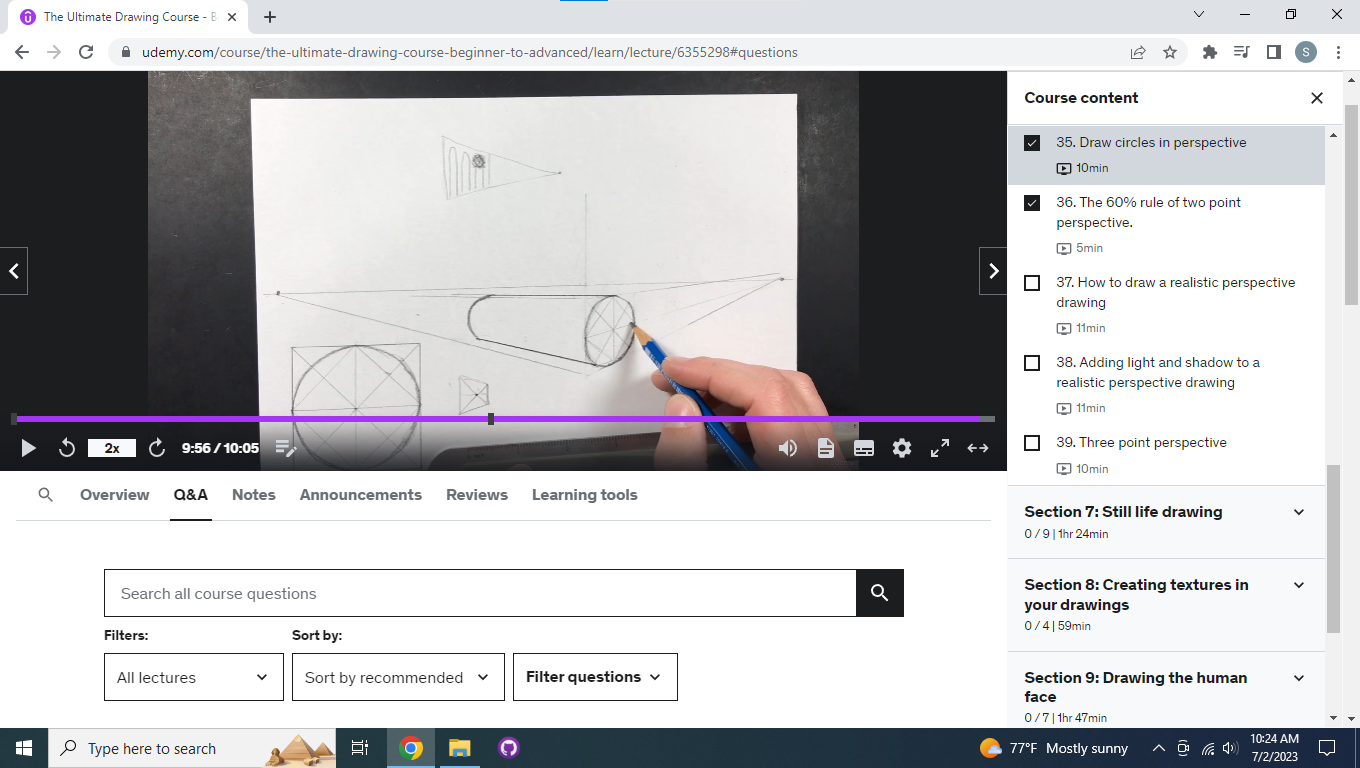 The Ultimate Drawing Course - B
udemy.com/course/the-ultimate-drawing-course-beginner-to-advanced/learn/lecture/6355298#questions
S
Course content
35. Draw circles in perspective
10min
36. The 60% rule of two point
perspective.
5min
37. How to draw a realistic perspective
drawing
11min
38. Adding light and shadow to a
realistic perspective drawing
11min
39. Three point perspective
10min
Section 7: Still life drawing
0 / 9 | 1hr 24min
Section 8: Creating textures in
your drawings
0 / 4 | 59min
Section 9: Drawing the human
face
0 / 7 | 1hr 47min
2x
9:56 / 10:05
Overview
Q&A
Notes
Announcements
Reviews
Learning tools
Search all course questions
Filters:
Sort by:
All lectures
Sort by recommended
Filter questions
Type here to search
77°F Mostly sunny
10:24 AM
7/2/2023